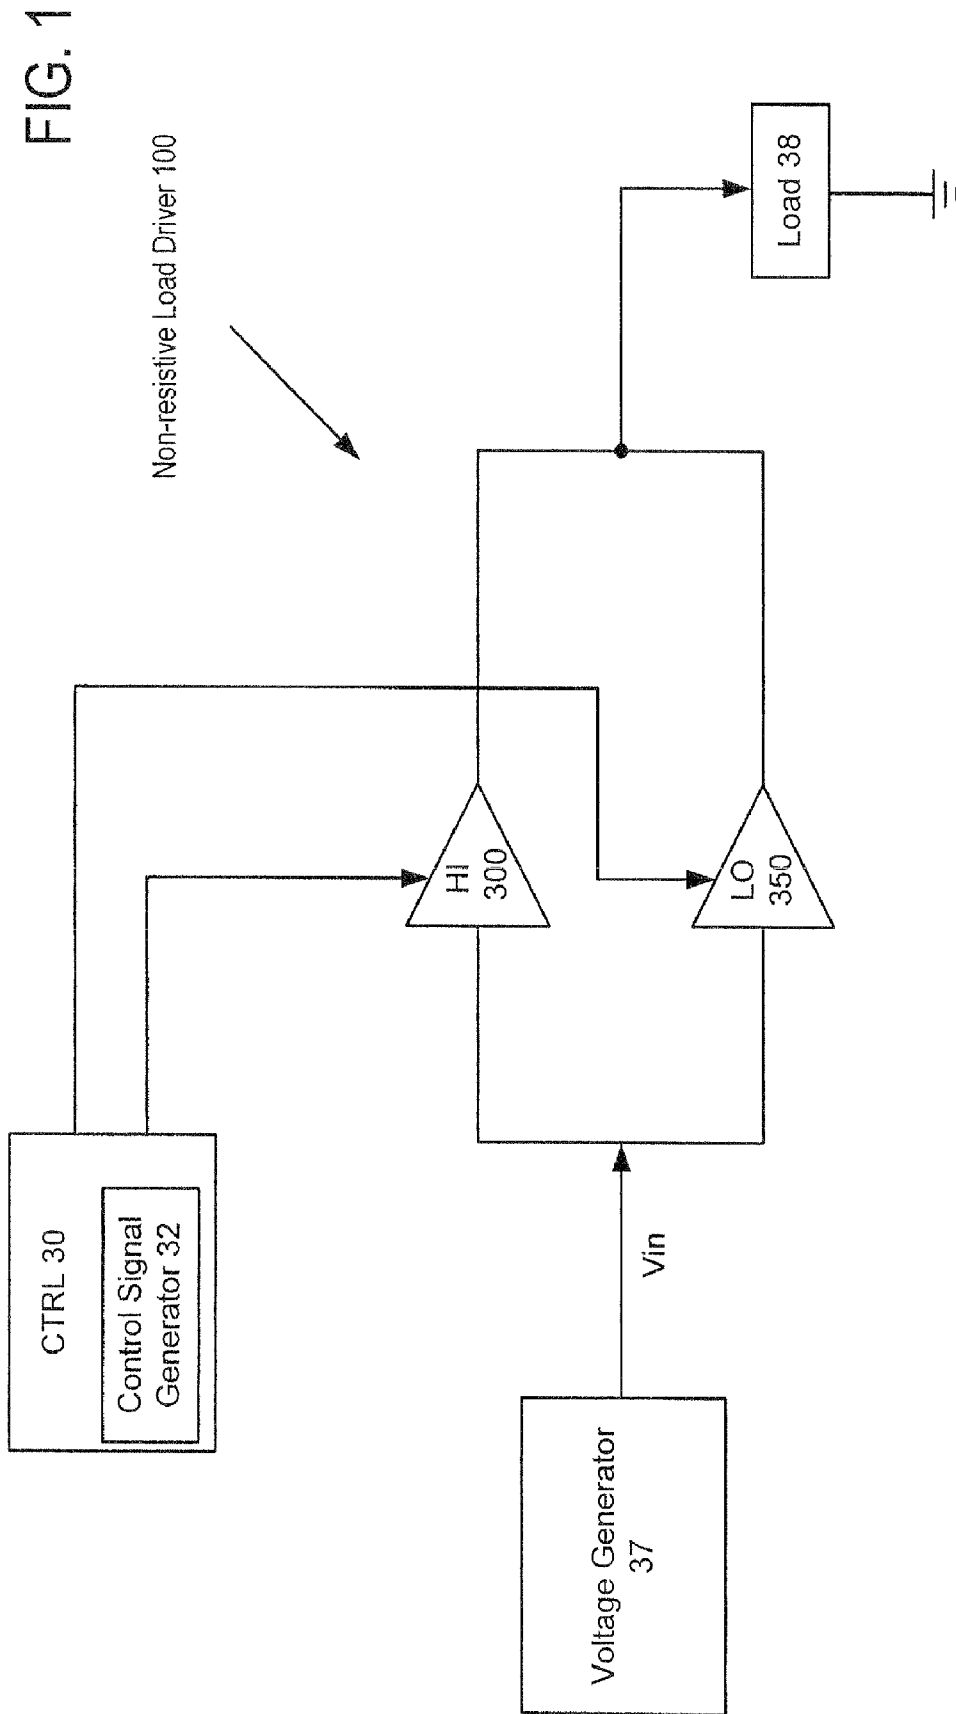 FIG. 1
Non-resistive Load Driver 100
CTRL 30
Control Signal
Generator 32
HI
300
LO
350
Load 38
Vin
Voltage Generator
37